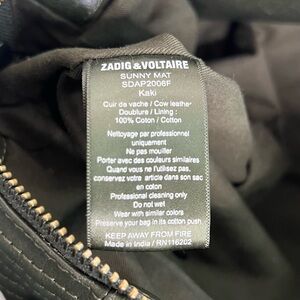 ZADIG & VOLTAIRE
SUNNY MAT
SDAP2006F
Kaki
Cuir de vache / Cow leather
Doublure / Lining :
100% Coton / Cotton
Nettoyage par professionnel
uniquement
Ne pas mouiller
Porter avec des couleurs similaires
Quand vous ne l'utilisez pas,
conservez votre article dans son sac
en coton
Professional cleaning only
Do not wet
Wear with similar colors
Preserve your bag in its cotton push
KEEP AWAY FROM FIRE
Made in India / RN116202